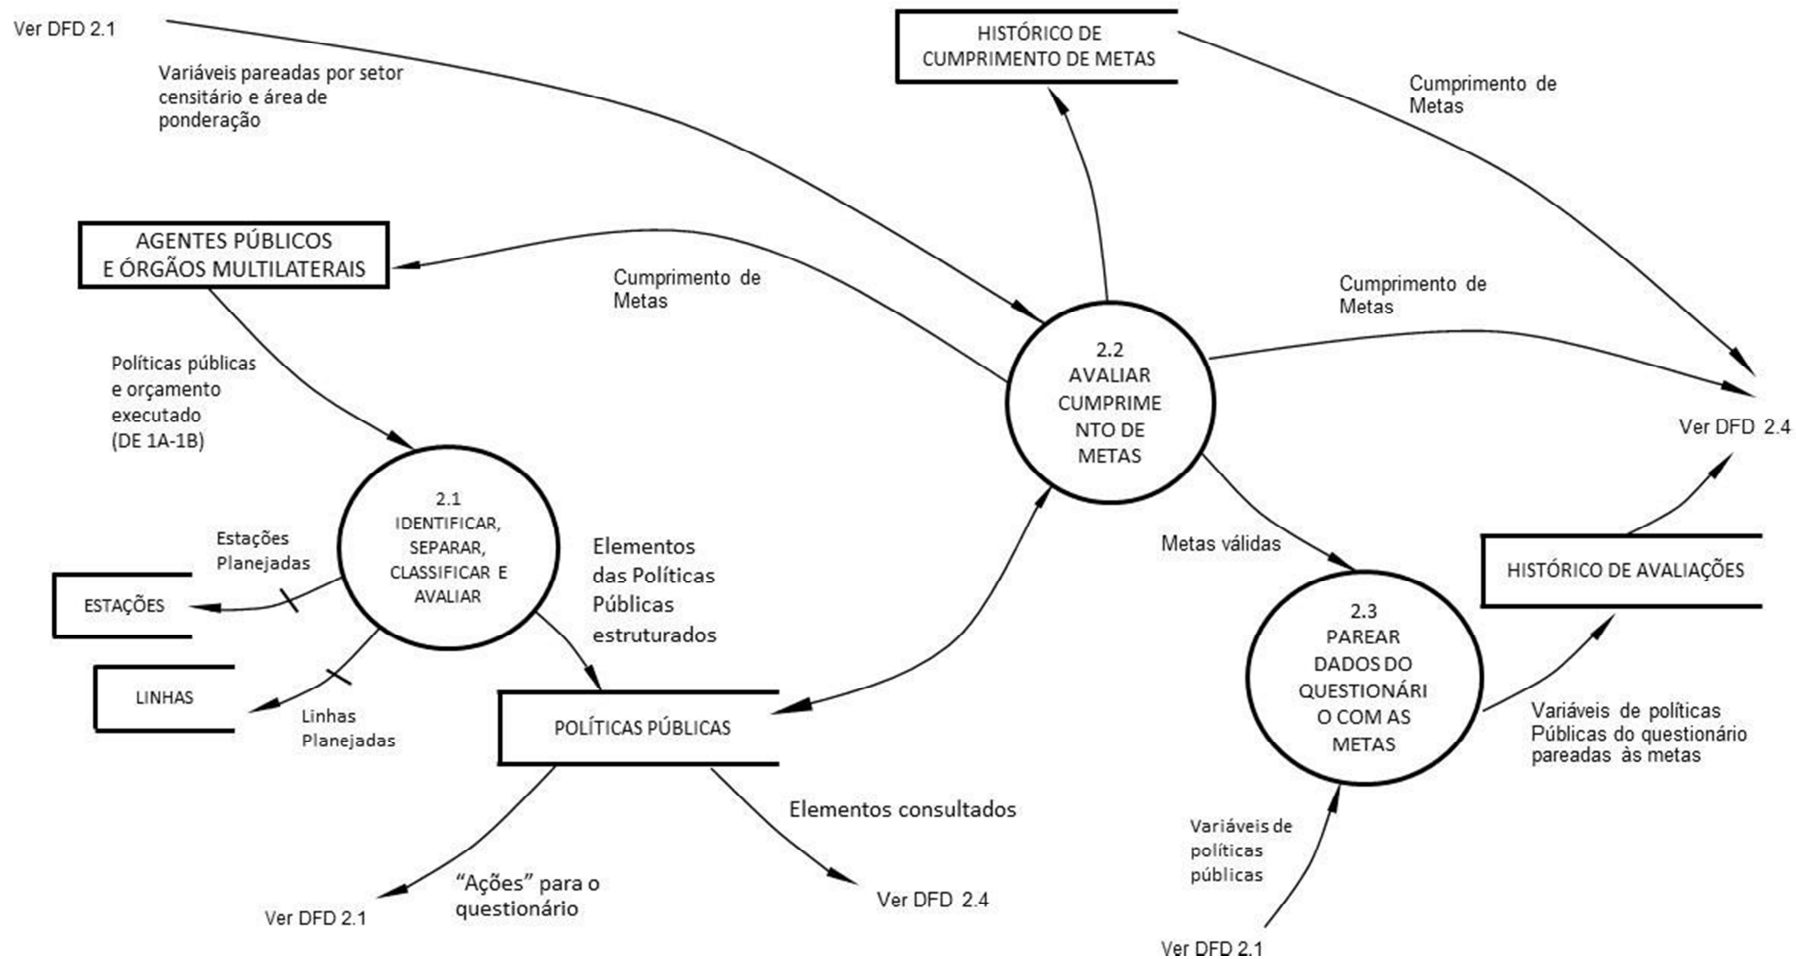 Ver DFD 2.1
Variáveis pareadas por setor
censitário e área de
ponderação
HISTÓRICO DE
CUMPRIMENTO DE METAS
Cumprimento de
Metas
AGENTES PÚBLICOS
E ÓRGÃOS MULTILATERAIS
Cumprimento de
Metas
Cumprimento de
Metas
Políticas públicas
e orçamento
executado
(DE 1A-1B)
2.2
AVALIAR
CUMPRIME
NTO DE
METAS
Ver DFD 2.4
2.1
IDENTIFICAR,
SEPARAR,
CLASSIFICAR E
AVALIAR
Estações
Planejadas
ESTAÇÕES
Elementos
das Políticas
Públicas
estruturados
Metas válidas
HISTÓRICO DE AVALIAÇÕES
LINHAS
Linhas
Planejadas
POLÍTICAS PÚBLICAS
2.3
PAREAR
DADOS DO
QUESTIONÁRI
O COM AS
METAS
Variáveis de políticas
Públicas do questionário
pareadas às metas
Elementos consultados
Variáveis de
políticas
públicas
“Ações” para o
questionário
Ver DFD 2.1
Ver DFD 2.4
Ver DFD 2.1